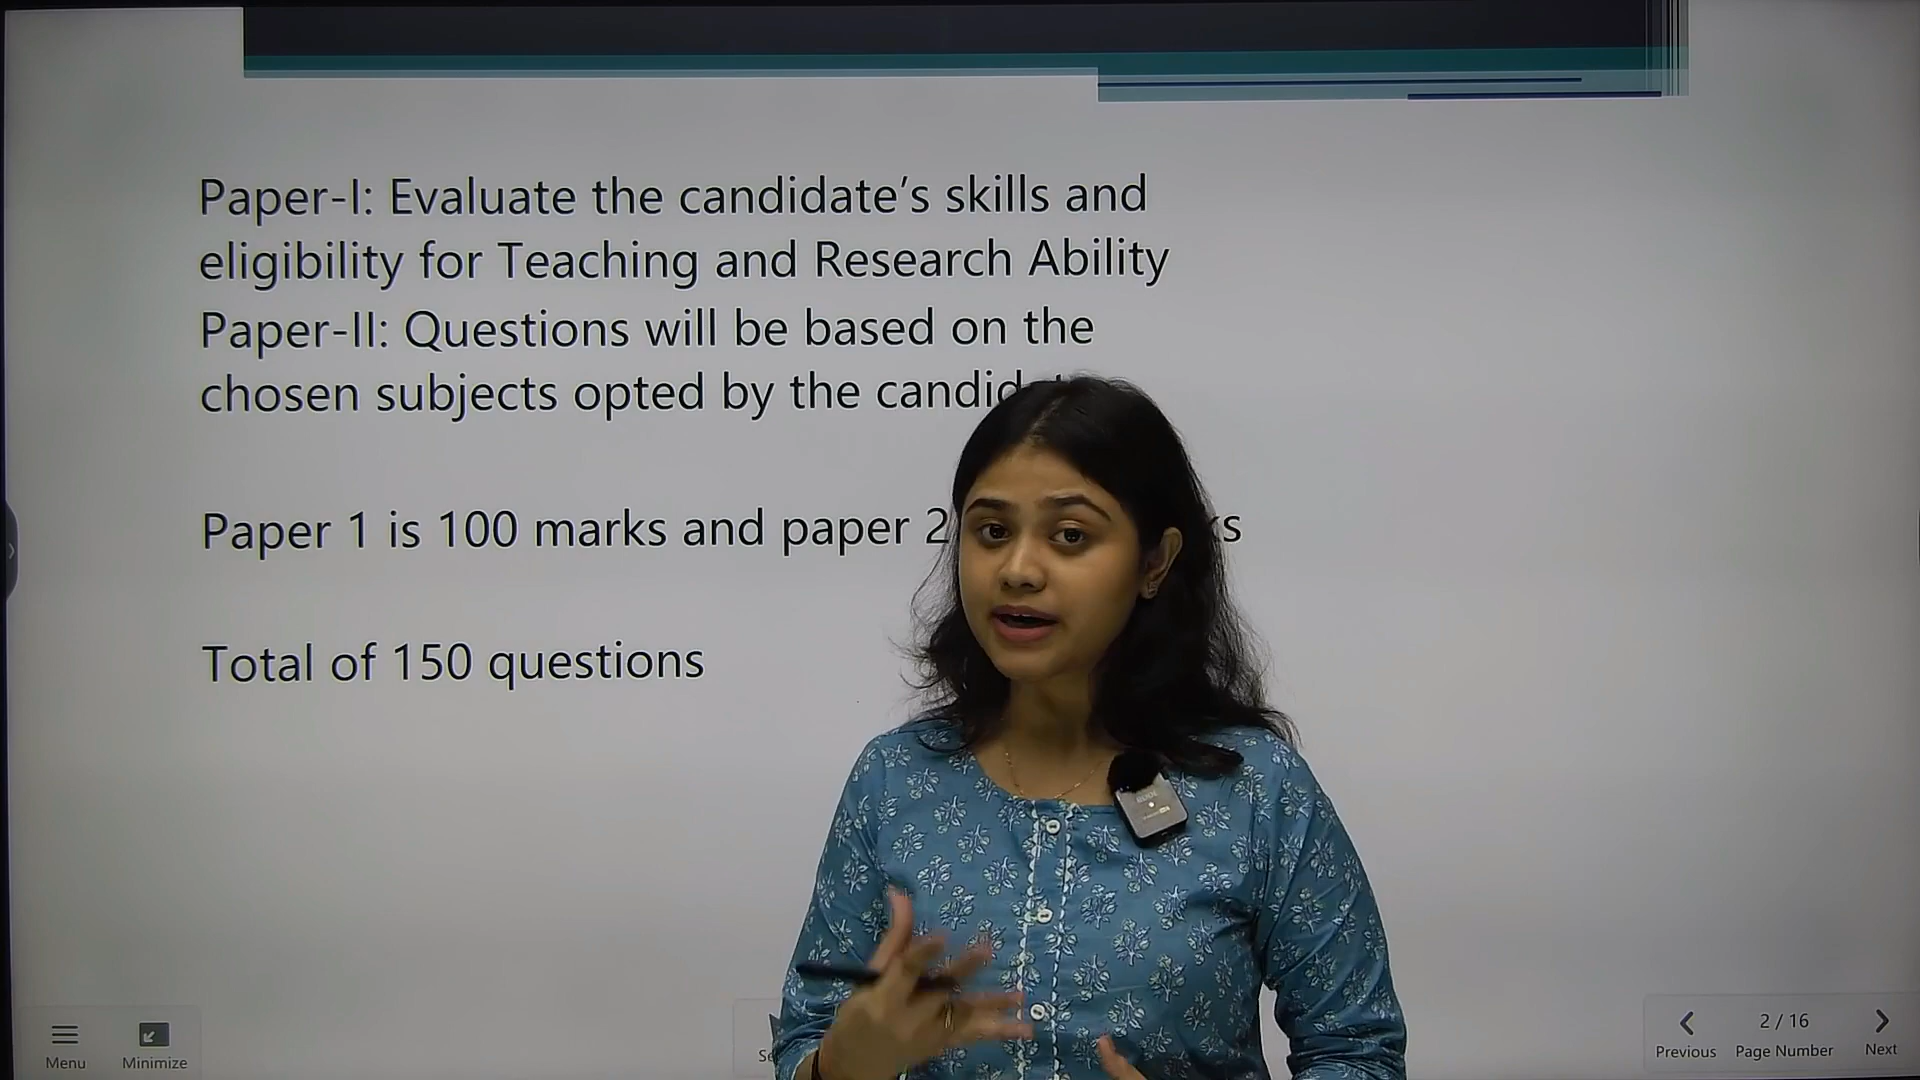 Paper-I: Evaluate the candidate’s skills and
eligibility for Teaching and Research Ability
Paper-II: Questions will be based on the
chosen subjects opted by the
Paper 1 is 100 marks and paper 2
Total of 150 questions
Menu
Minimize
2 / 16
Previous
Page Number
Next